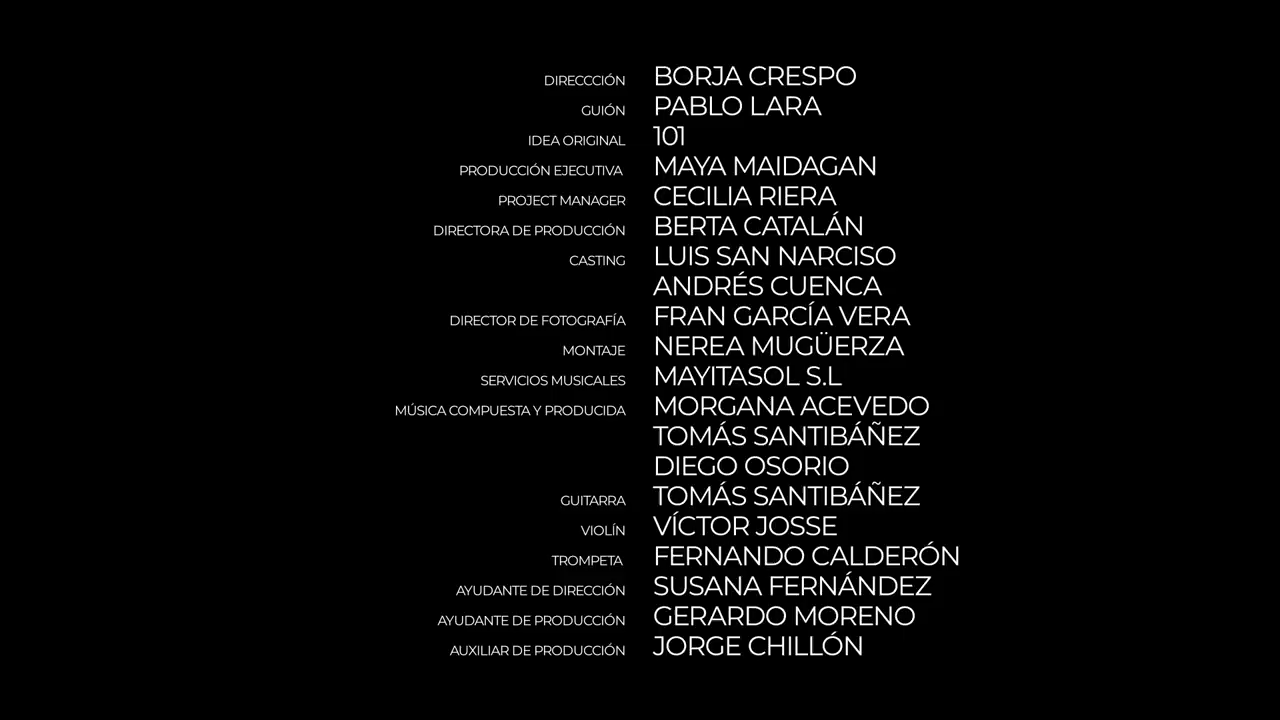 DIRECCCIÓN BORJA CRESPO
GUIÓN PABLO LARA
IDEA ORIGINAL 101
PRODUCCIÓN EJECUTIVA MAYA MAIDAGAN
PROJECT MANAGER CECILIA RIERA
DIRECTORA DE PRODUCCIÓN BERTA CATALÁN
CASTING LUIS SAN NARCISO
ANDRÉS CUENCA
DIRECTOR DE FOTOGRAFÍA FRAN GARCÍA VERA
MONTAJE NEREA MUGÜERZA
SERVICIOS MUSICALES MAYITASOL S.L
MÚSICA COMPUESTA Y PRODUCIDA MORGANA ACEVEDO
TOMÁS SANTIBÁÑEZ
DIEGO OSORIO
GUITARRA TOMÁS SANTIBÁÑEZ
VIOLÍN VÍCTOR JOSSE
TROMPETA FERNANDO CALDERÓN
AYUDANTE DE DIRECCIÓN SUSANA FERNÁNDEZ
AYUDANTE DE PRODUCCIÓN GERARDO MORENO
AUXILIAR DE PRODUCCIÓN JORGE CHILLÓN